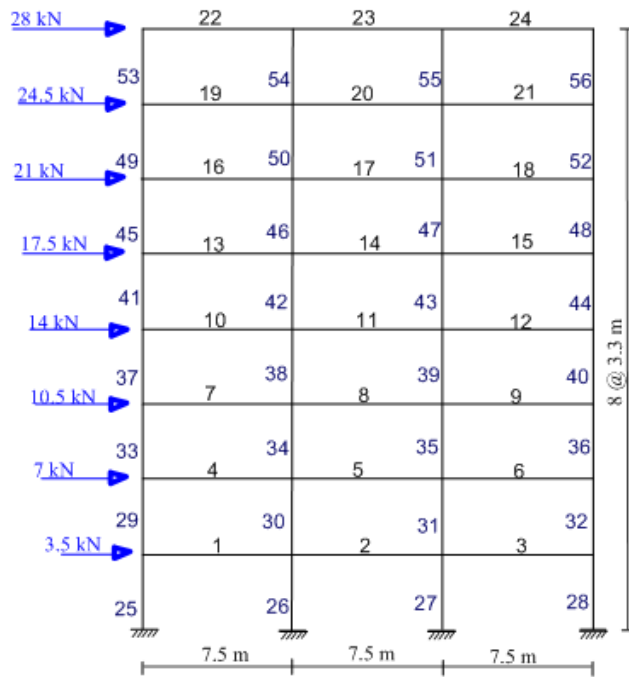 22 23 24
28 kN
53 54 55 56
24.5 kN 19 20 21
49 50 51 52
21 kN 16 17 18
45 46 47 48
17.5 kN 13 14 15
41 42 43 44
14 kN 10 11 12
37 38 39 40
10.5 kN 7 8 9
8 @ 3.3 m
33 34 35 36
7 kN 4 5 6
29 30 31 32
3.5 kN 1 2 3
25 26 27 28
7.5 m 7.5 m 7.5 m